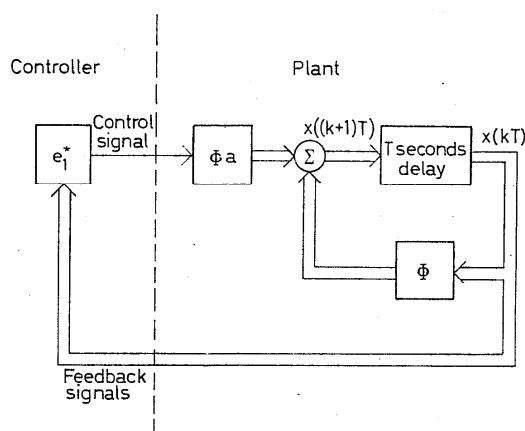 Controller
Plant
Control
signal
x((k+1)T)
x(kT)
e₁*
Φa
Σ
T seconds
delay
Φ
Feedback
signals